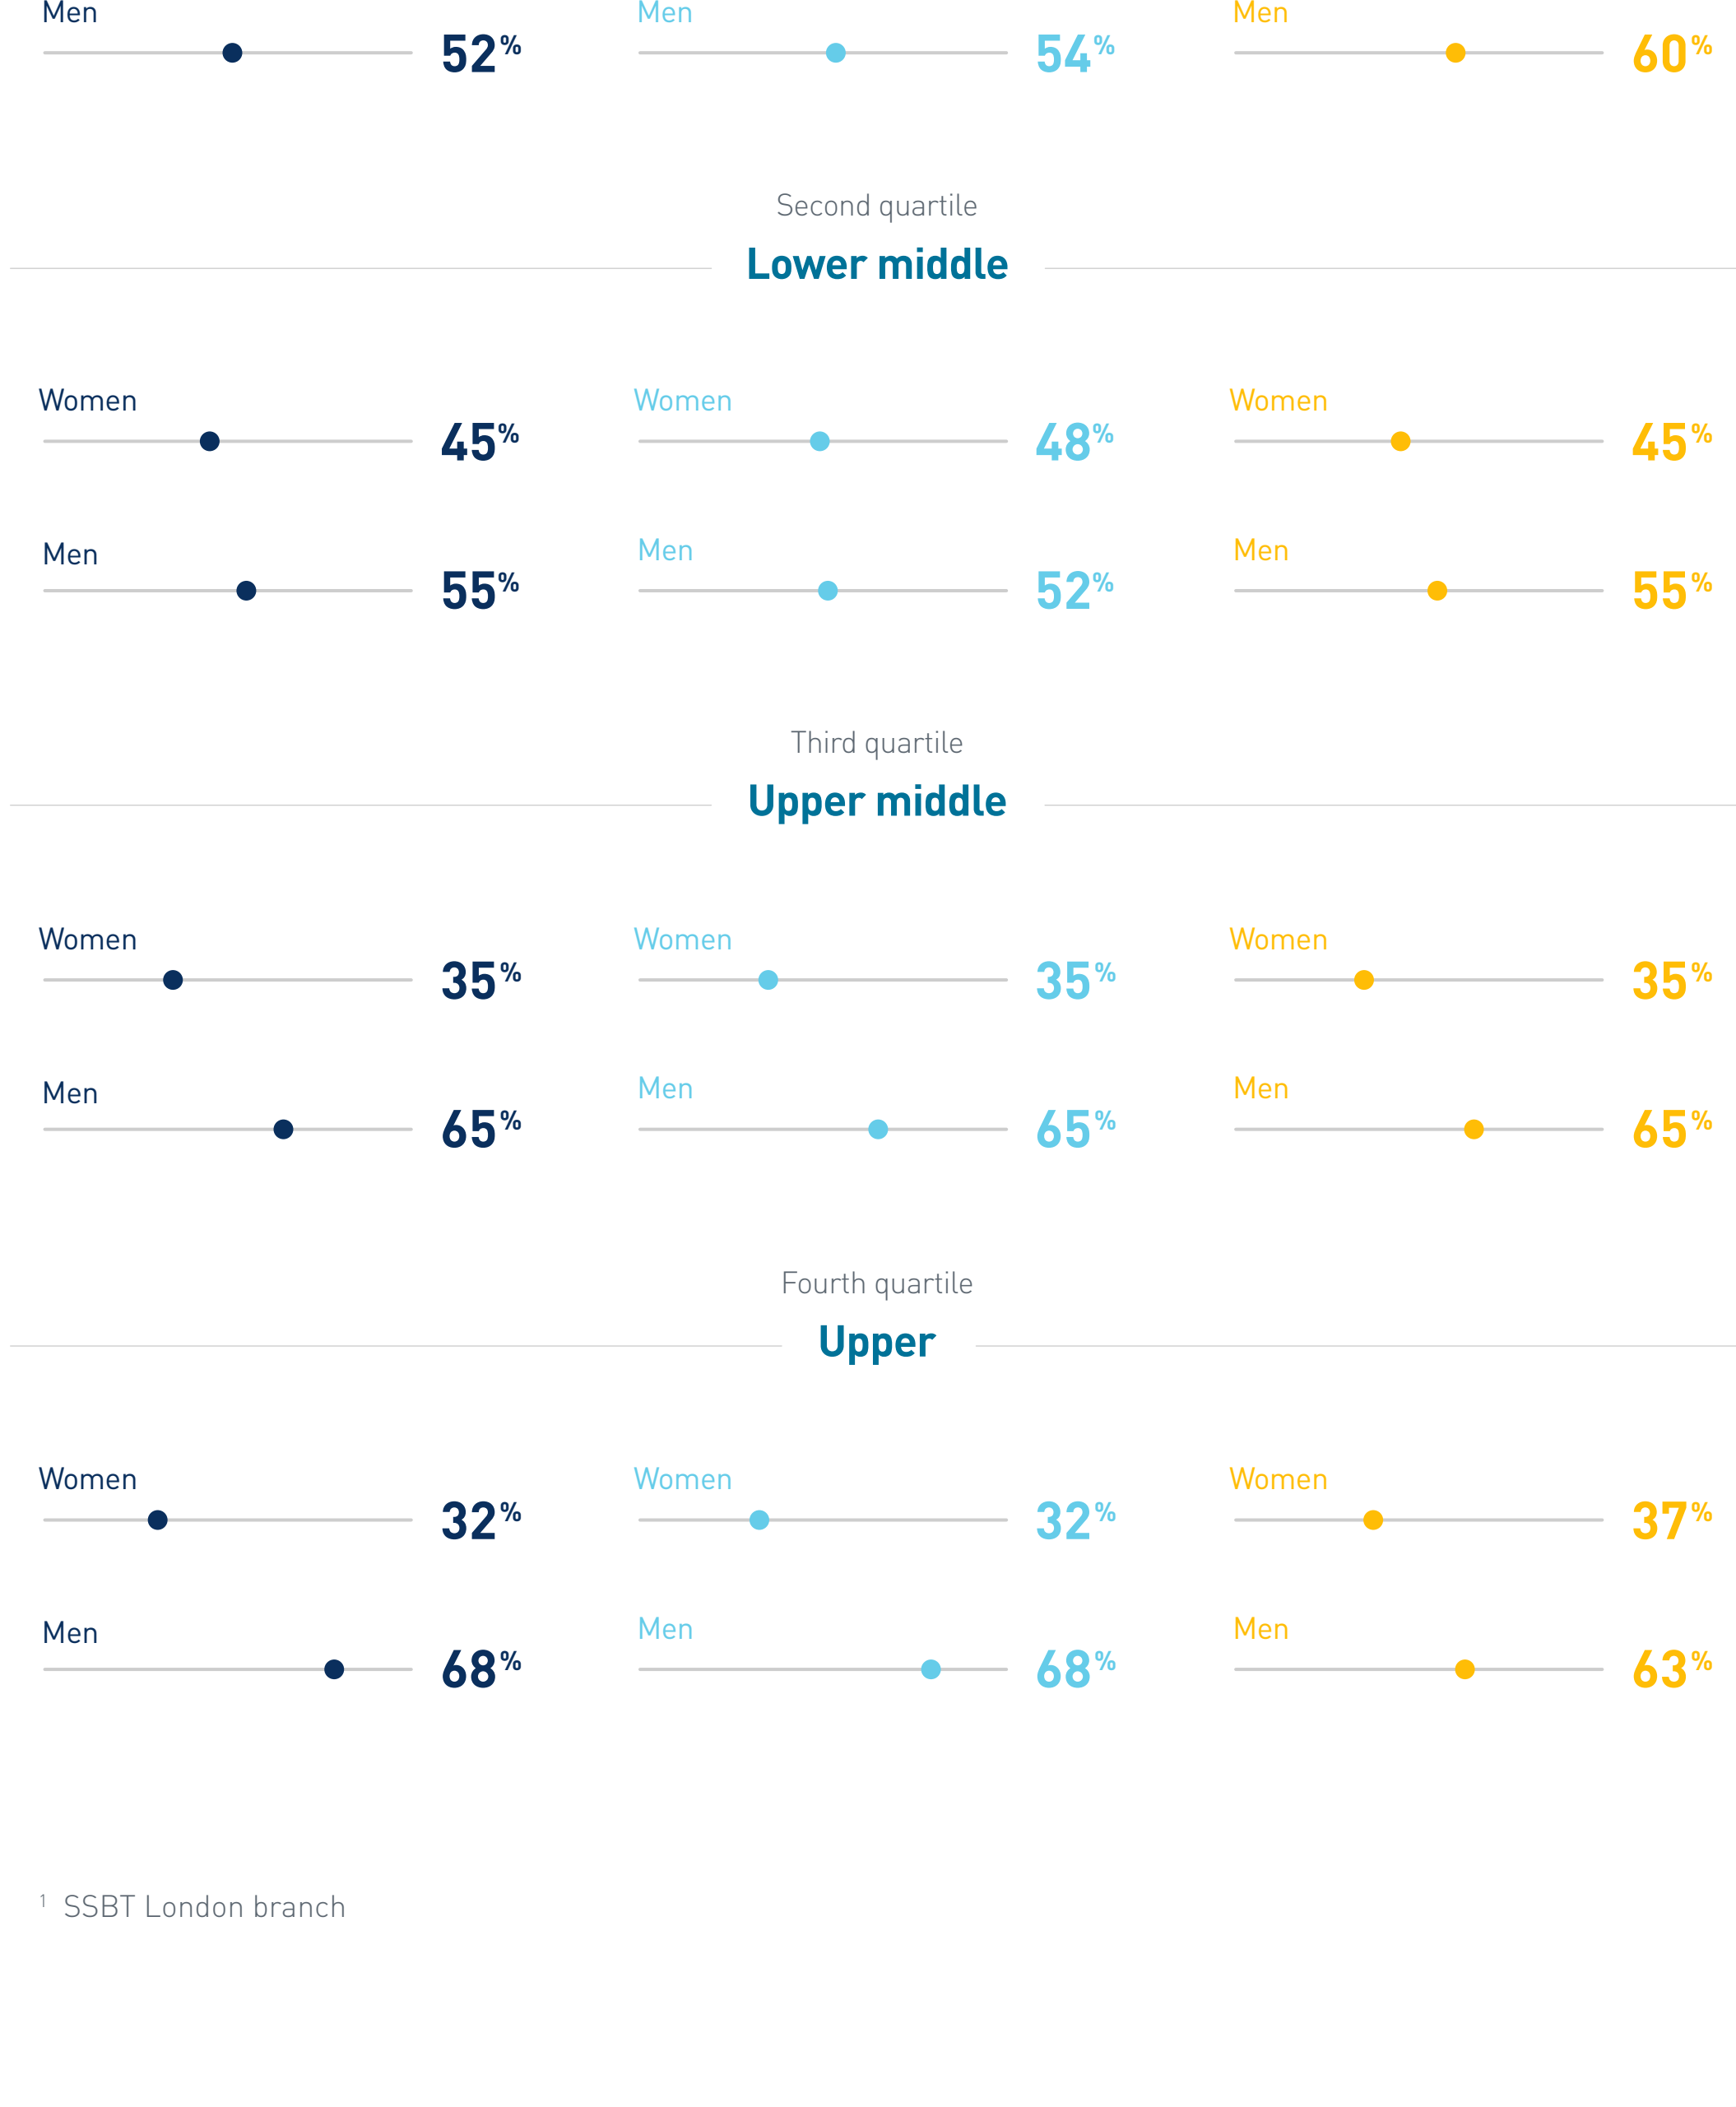 Men Men Men
52% 54% 60%
Second quartile
Lower middle
Women Women Women
45% 48% 45%
Men Men Men
55% 52% 55%
Third quartile
Upper middle
Women Women Women
35% 35% 35%
Men Men Men
65% 65% 65%
Fourth quartile
Upper
Women Women Women
32% 32% 37%
Men Men Men
68% 68% 63%
1 SSBT London branch